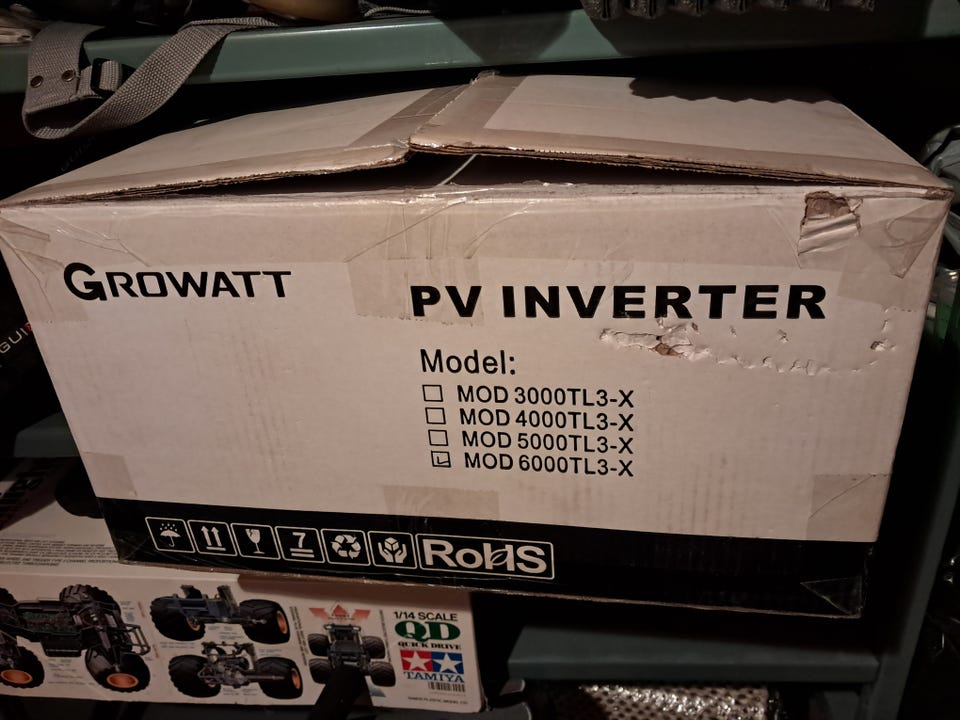 GROWATT
PV INVERTER
Model:
MOD 3000TL3-X
MOD 4000TL3-X
MOD 5000TL3-X
MOD 6000TL3-X
7
RoHS
1/14 SCALE
QD
QUICK DRIVE
TAMIYA